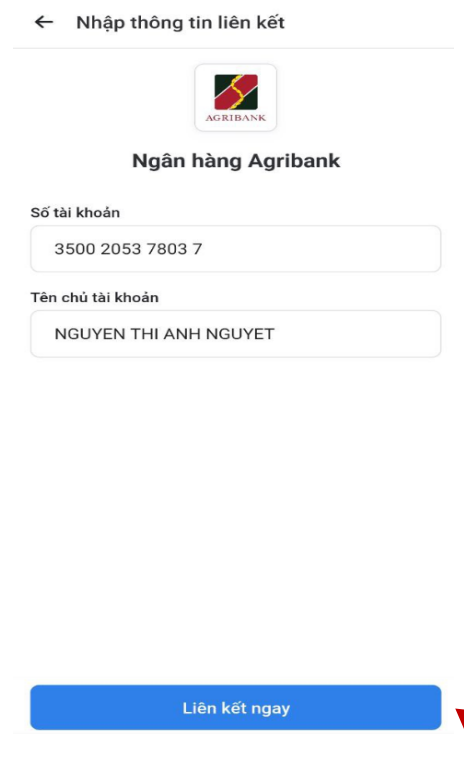 Nhập thông tin liên kết
AGRIBANK
Ngân hàng Agribank
Số tài khoản
3500 2053 7803 7
Tên chủ tài khoản
NGUYEN THI ANH NGUYET
Liên kết ngay